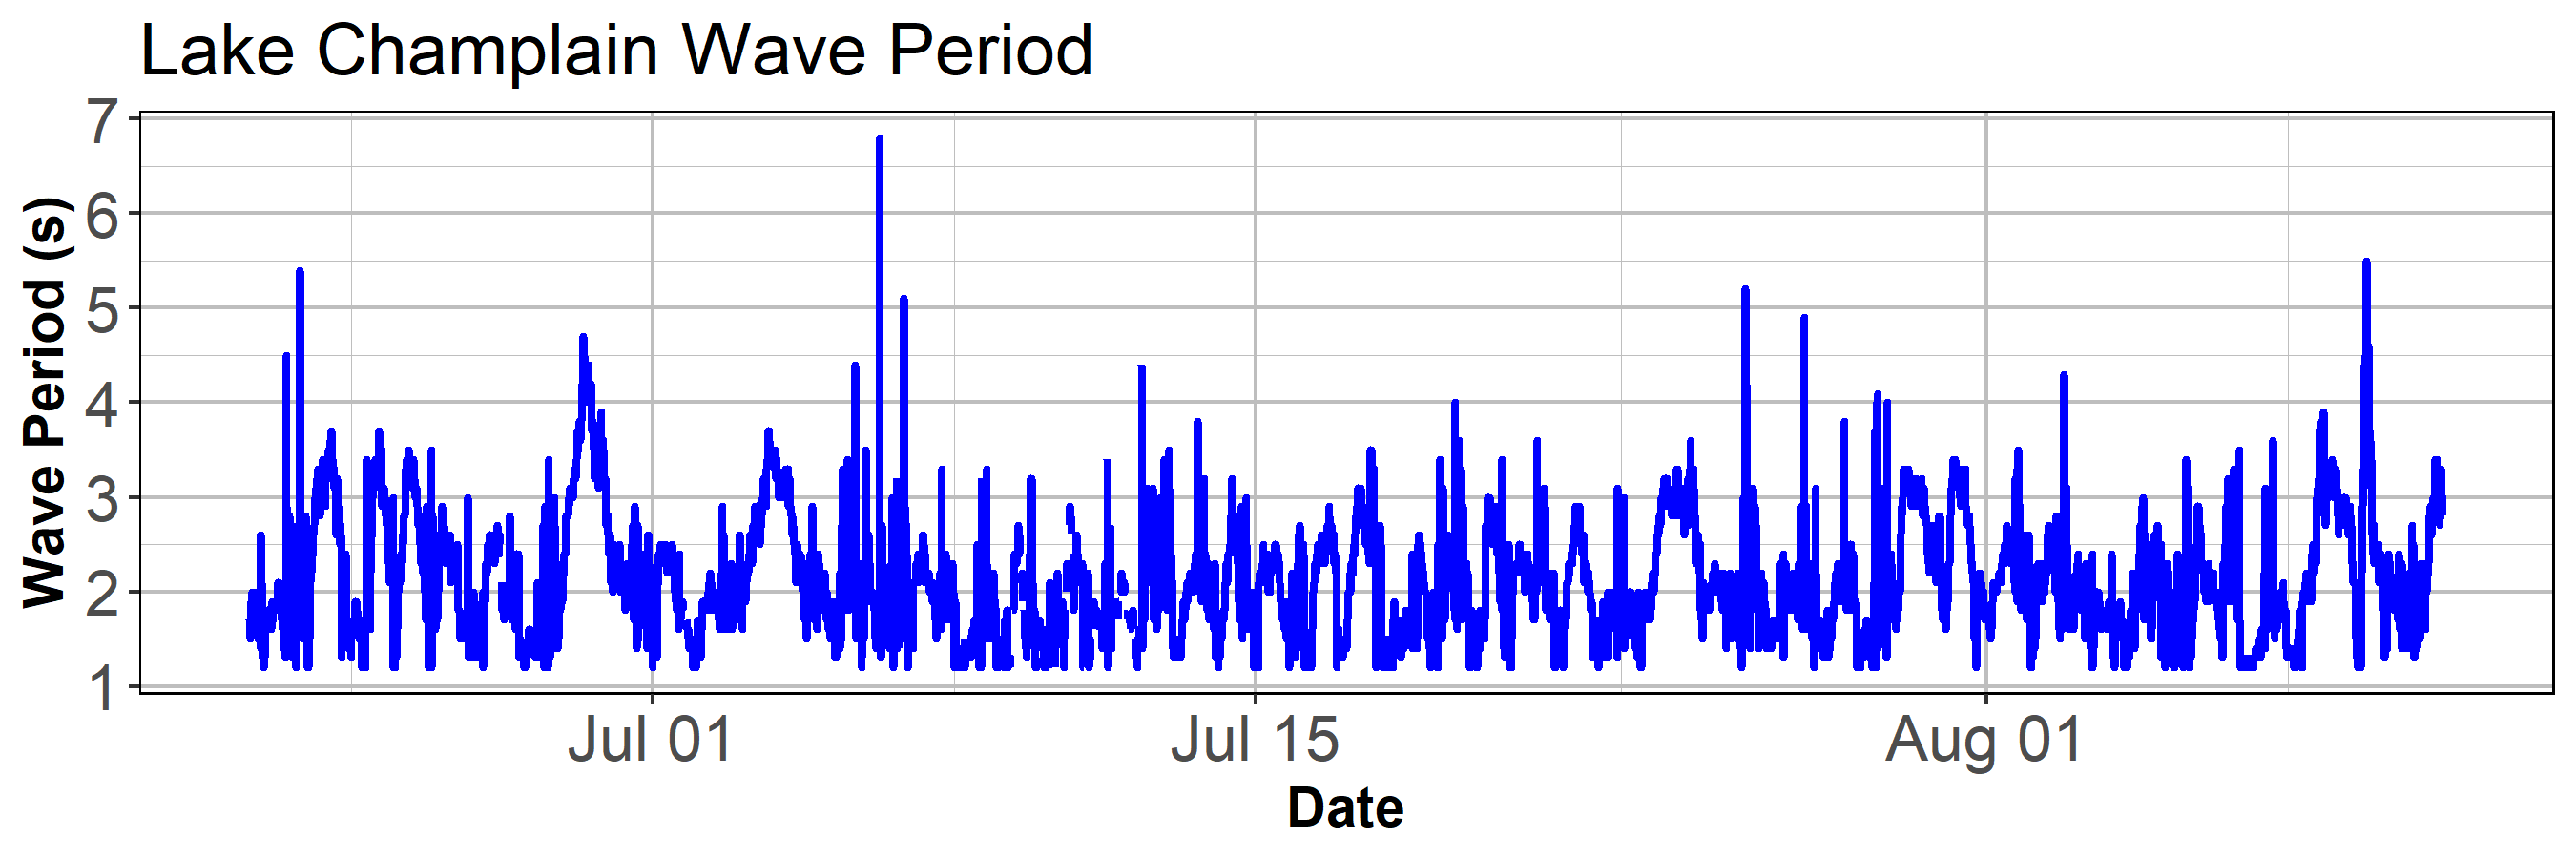 Lake Champlain Wave Period
Wave Period (s)
7
6
5
4
3
2
1
Jul 01
Jul 15
Aug 01
Date